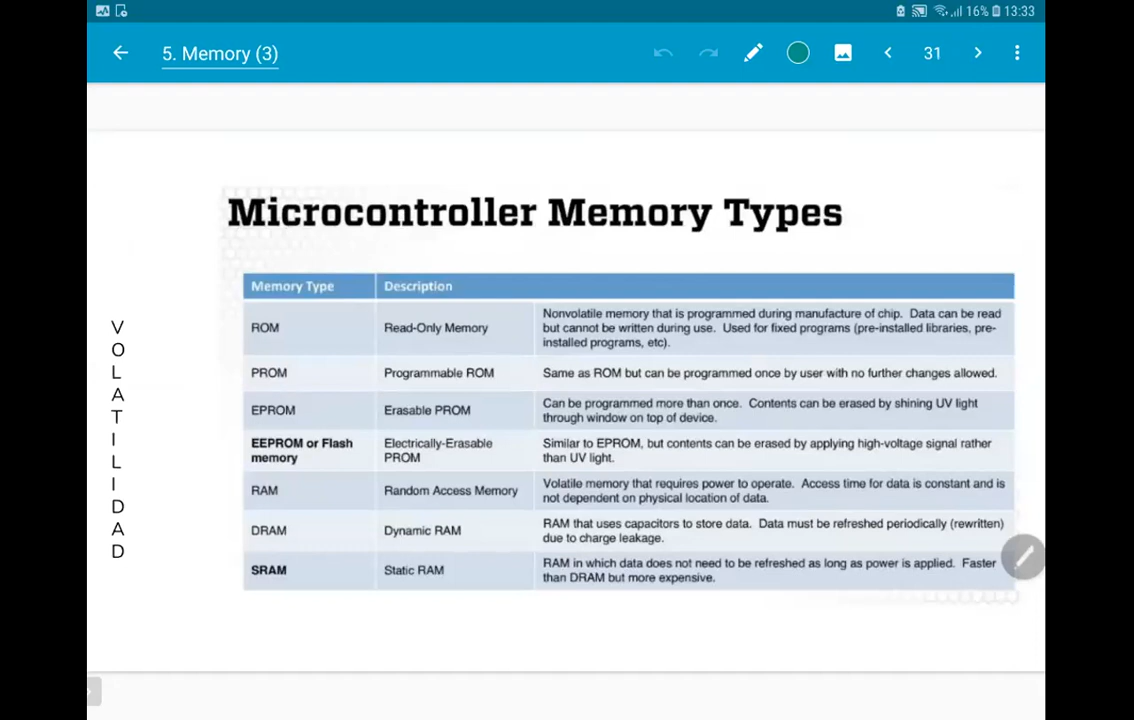 16% 13:33
5. Memory (3)
31
Microcontroller Memory Types
Memory Type Description
ROM Read-Only Memory Nonvolatile memory that is programmed during manufacture of chip. Data can be read
but cannot be written during use. Used for fixed programs (pre-installed libraries, pre-
installed programs, etc).
PROM Programmable ROM Same as ROM but can be programmed once by user with no further changes allowed.
EPROM Erasable PROM Can be programmed more than once. Contents can be erased by shining UV light
through window on top of device.
EEPROM or Flash
memory
Electrically-Erasable
PROM
Similar to EPROM, but contents can be erased by applying high-voltage signal rather
than UV light.
RAM Random Access Memory Volatile memory that requires power to operate. Access time for data is constant and is
not dependent on physical location of data.
DRAM Dynamic RAM RAM that uses capacitors to store data. Data must be refreshed periodically (rewritten)
due to charge leakage.
SRAM Static RAM RAM in which data does not need to be refreshed as long as power is applied. Faster
than DRAM but more expensive.
V
O
L
A
T
I
L
I
D
A
D